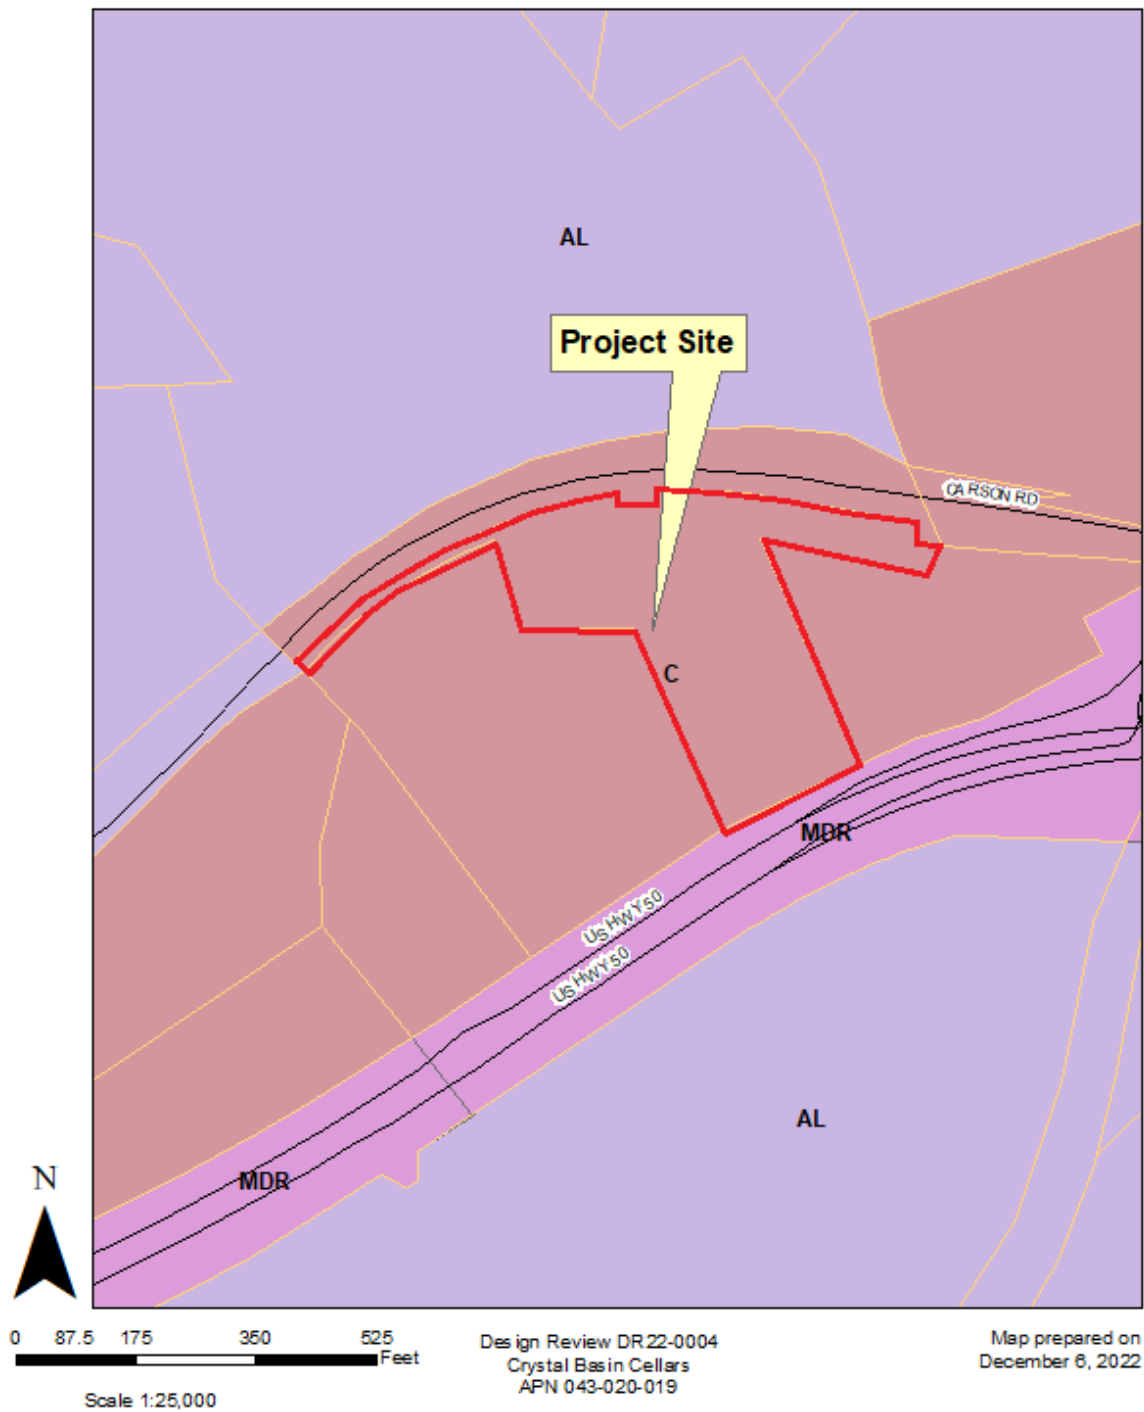 AL
Project Site
CARSON RD
C
MDR
US HWY 50
US HWY 50
AL
MDR
N
0 87.5 175 350 525
Feet
Scale 1:25,000
Design Review DR22-0004
Crystal Basin Cellars
APN 043-020-019
Map prepared on
December 6, 2022